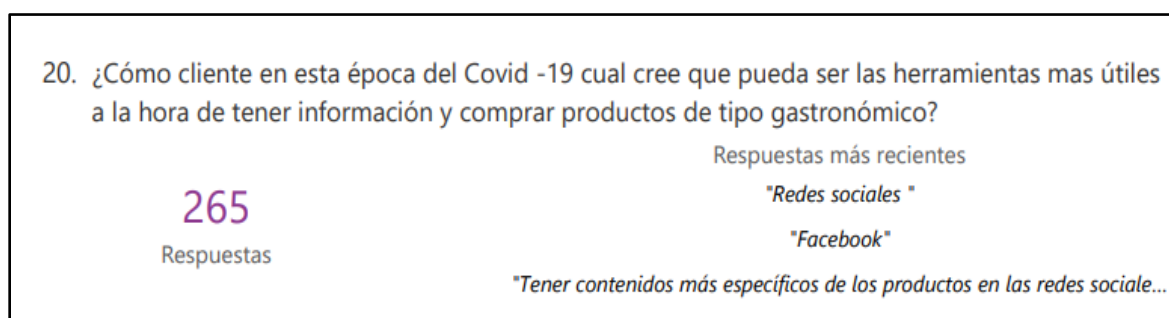 20. ¿Cómo cliente en esta época del Covid -19 cual cree que pueda ser las herramientas mas útiles
a la hora de tener información y comprar productos de tipo gastronómico?
265
Respuestas
Respuestas más recientes
"Redes sociales "
"Facebook"
"Tener contenidos más específicos de los productos en las redes sociale...